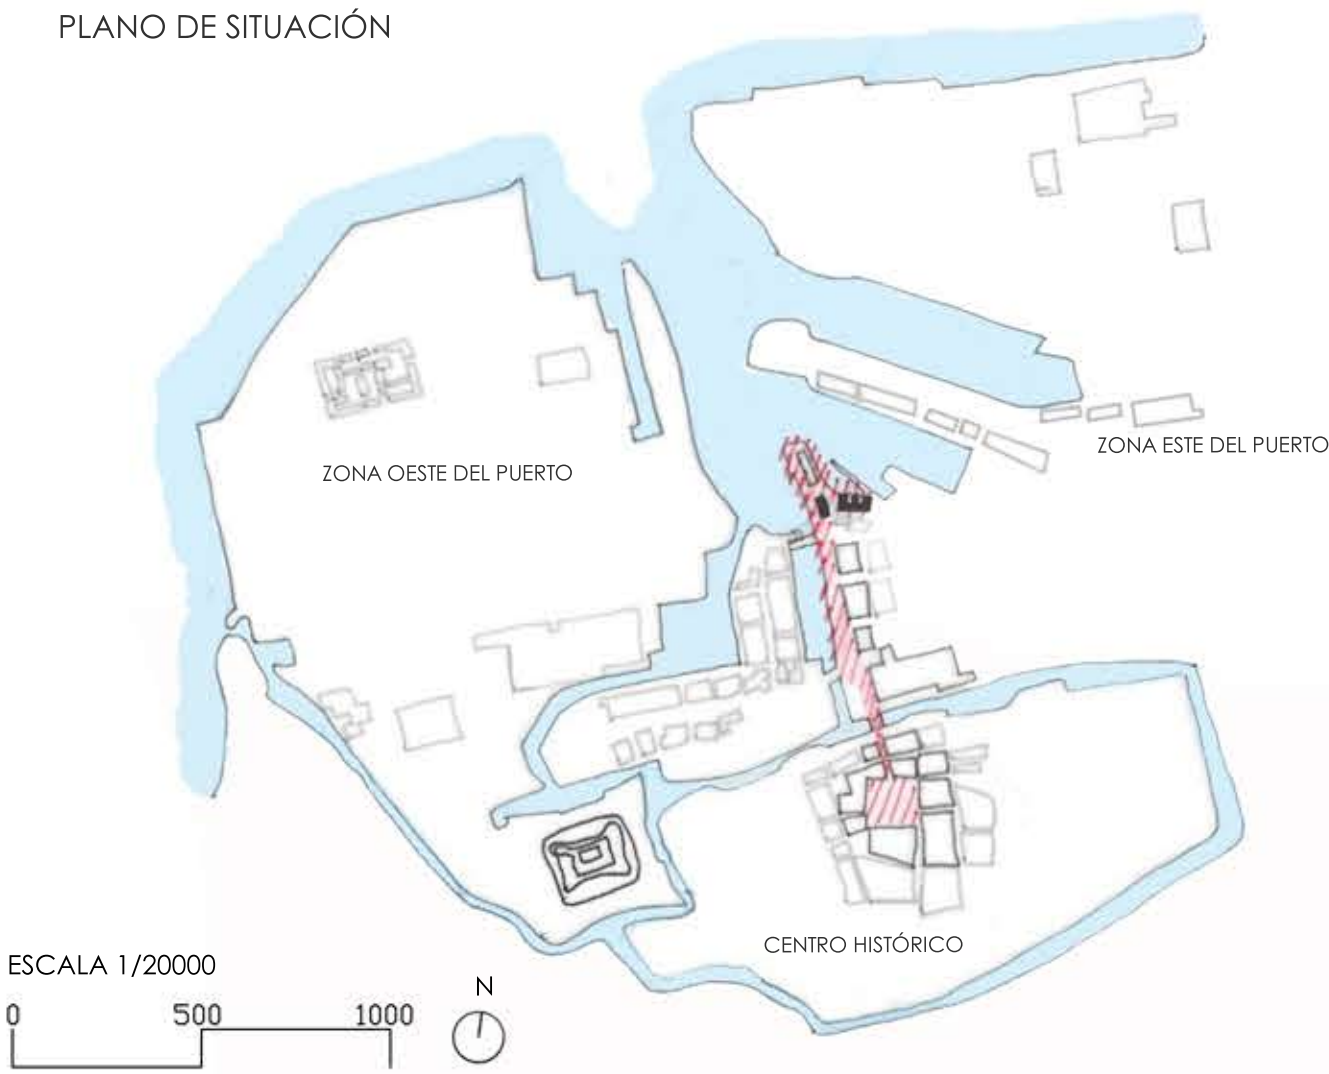 PLANO DE SITUACIÓN
ZONA ESTE DEL PUERTO
ZONA OESTE DEL PUERTO
CENTRO HISTÓRICO
ESCALA 1/20000
0 500 1000
N